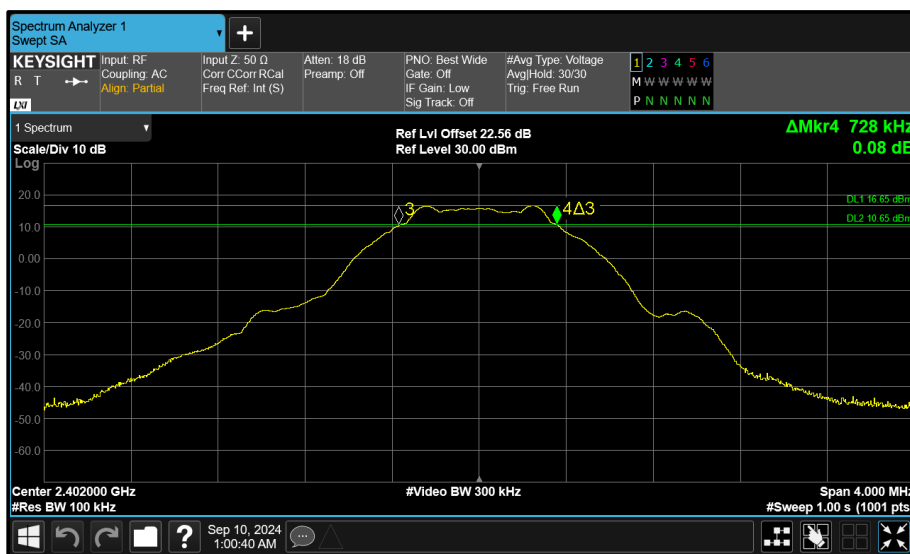 Spectrum Analyzer 1
Swept SA
KEYSIGHT
R T
LXI
Input: RF
Coupling: AC
Align: Partial
Input Z: 50 Ω
Corr CCorr RCal
Freq Ref: Int (S)
Atten: 18 dB
Preamp: Off
PNO: Best Wide
Gate: Off
IF Gain: Low
Sig Track: Off
#Avg Type: Voltage
Avg|Hold: 30/30
Trig: Free Run
1 2 3 4 5 6
M W W W W W
P N N N N N
1 Spectrum
Scale/Div 10 dB
Log
Ref Lvl Offset 22.56 dB
Ref Level 30.00 dBm
ΔMkr4 728 kHz
0.08 dB
20.0
10.0
0.00
-10.0
-20.0
-30.0
-40.0
-50.0
-60.0
3
4Δ3
DL1 16.65 dBm
DL2 10.65 dBm
Center 2.402000 GHz
#Res BW 100 kHz
#Video BW 300 kHz
Span 4.000 MHz
#Sweep 1.00 s (1001 pts
?
Sep 10, 2024
1:00:40 AM